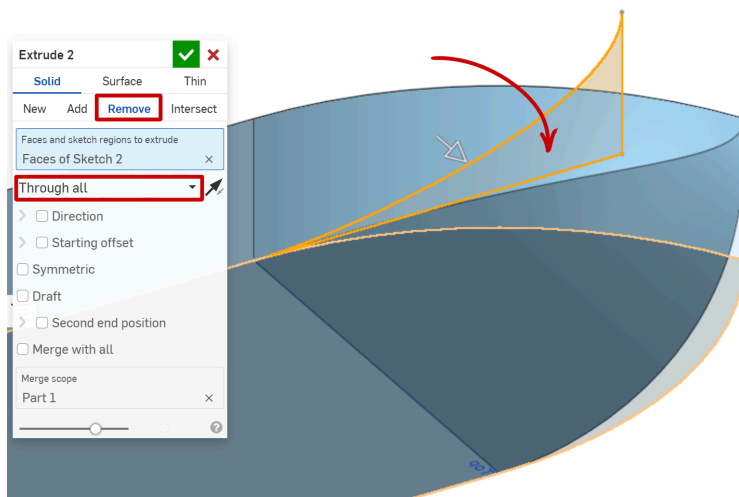 Extrude 2
Solid Surface Thin
New Add Remove Intersect
Faces and sketch regions to extrude
Faces of Sketch 2
Through all
Direction
Starting offset
Symmetric
Draft
Second end position
Merge with all
Merge scope
Part 1